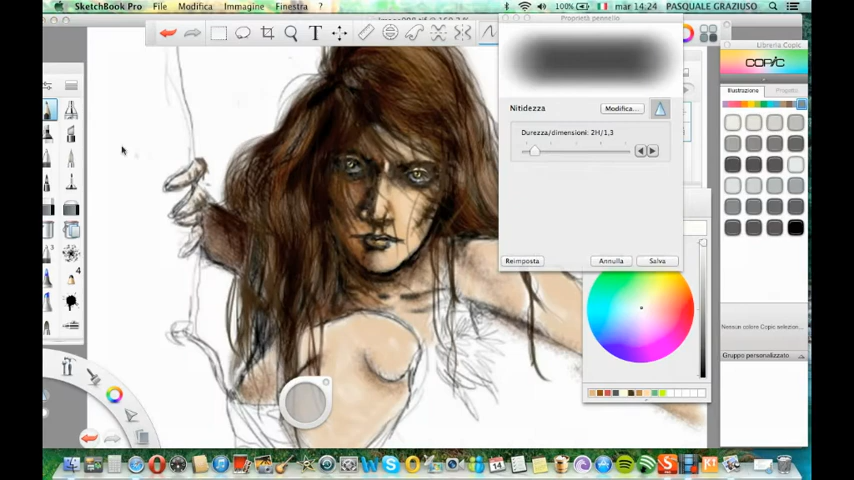 SketchBook Pro File Modifica Immagine Finestra ? 100% mar 14:24 PASQUALE GRAZIUSO
Proprietà pennello
Libreria Copic
COPIC
Illustrazione Progetto
Nitidezza Modifica...
Durezza/dimensioni: 2H/1,3
Reimposta Annulla Salva
Nessun colore Copic selezion...
Gruppo personalizzato